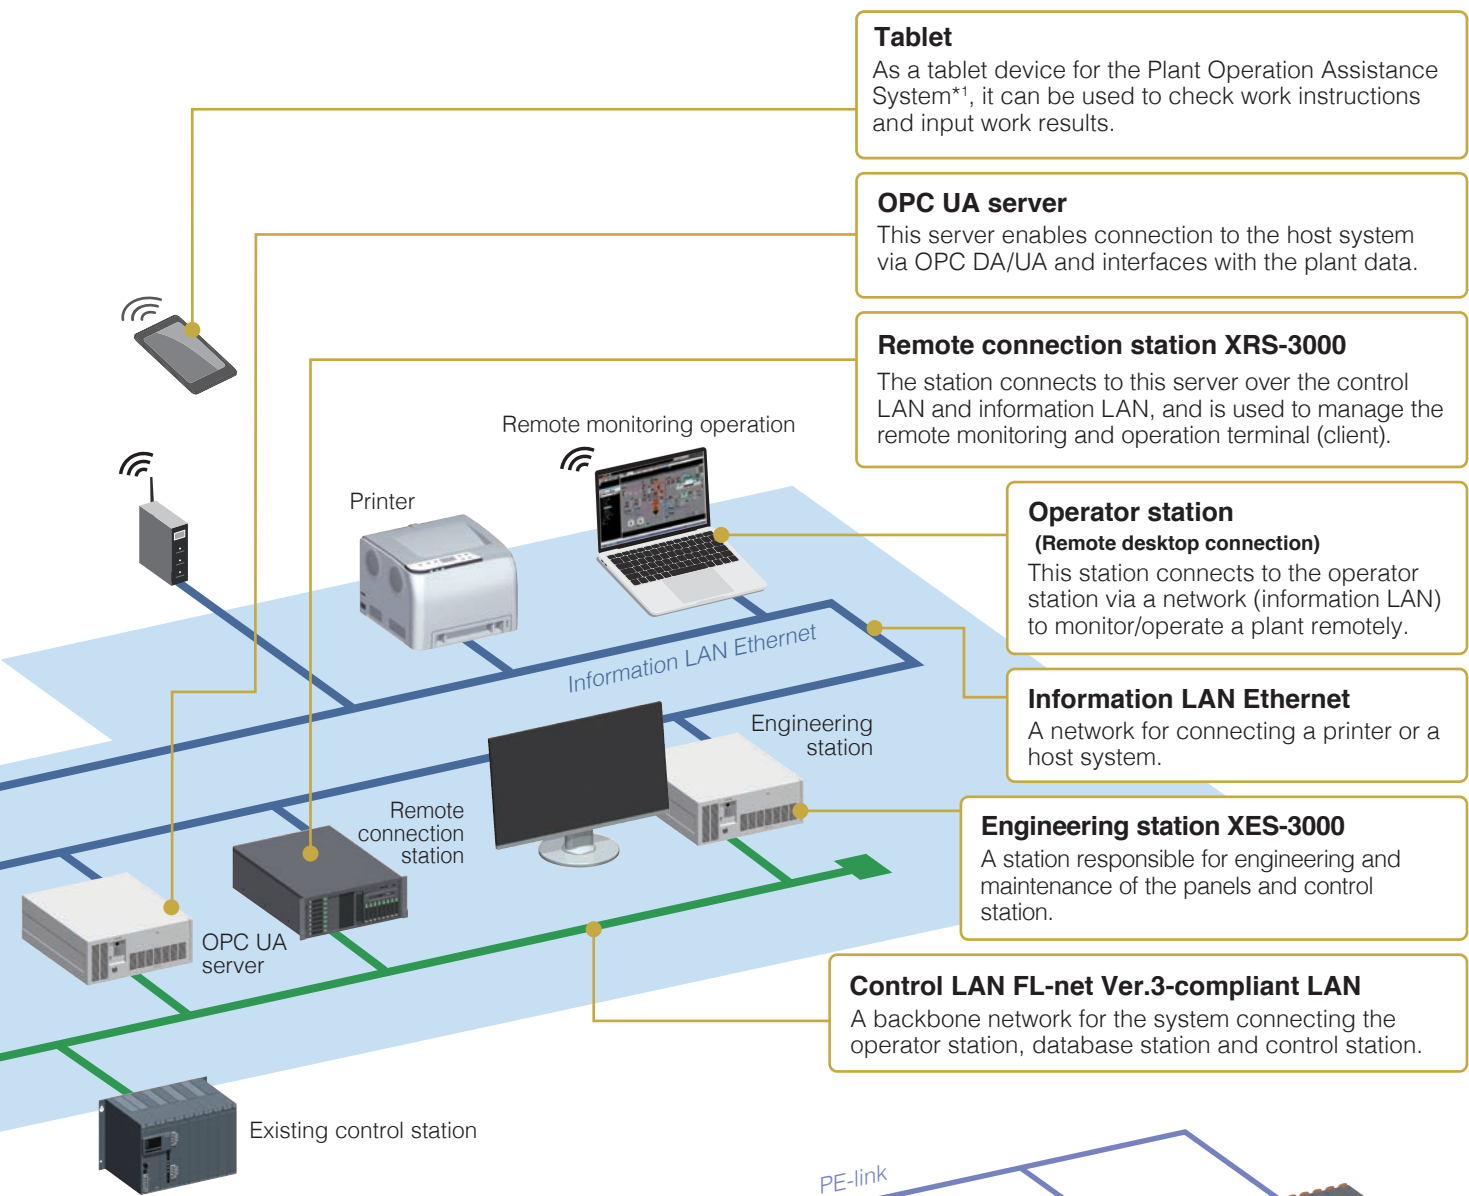 Tablet
As a tablet device for the Plant Operation Assistance
System*1, it can be used to check work instructions
and input work results.
OPC UA server
This server enables connection to the host system
via OPC DA/UA and interfaces with the plant data.
Remote connection station XRS-3000
The station connects to this server over the control
LAN and information LAN, and is used to manage the
remote monitoring and operation terminal (client).
Remote monitoring operation
Printer
Operator station
(Remote desktop connection)
This station connects to the operator
station via a network (information LAN)
to monitor/operate a plant remotely.
Information LAN Ethernet
Information LAN Ethernet
A network for connecting a printer or a
host system.
Engineering
station
Remote
connection
station
Engineering station XES-3000
A station responsible for engineering and
maintenance of the panels and control
station.
OPC UA
server
Control LAN FL-net Ver.3-compliant LAN
A backbone network for the system connecting the
operator station, database station and control station.
Existing control station
PE-link